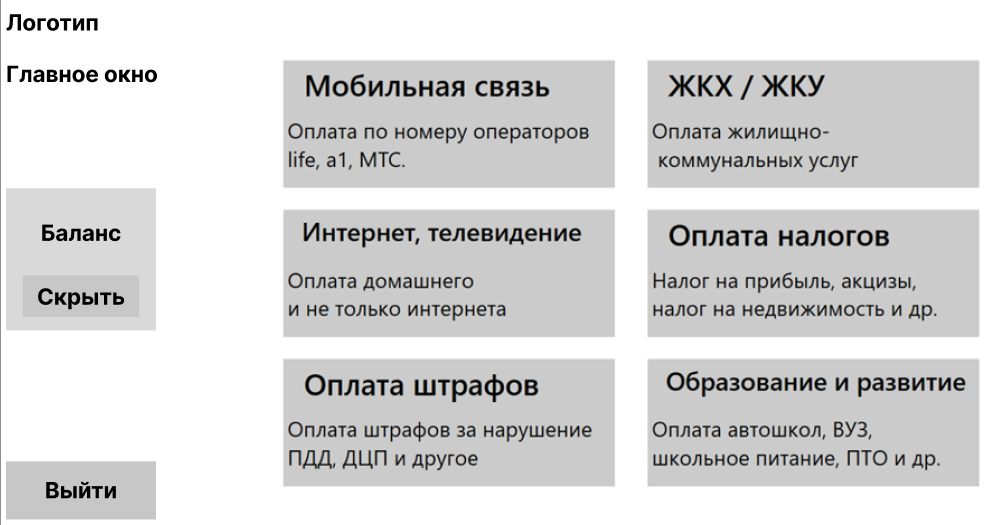 Логотип
Главное окно
Баланс
Скрыть
Выйти
Мобильная связь
Оплата по номеру операторов
life, a1, МТС.
ЖКХ / ЖКУ
Оплата жилищно-
коммунальных услуг
Интернет, телевидение
Оплата домашнего
и не только интернета
Оплата налогов
Налог на прибыль, акцизы,
налог на недвижимость и др.
Оплата штрафов
Оплата штрафов за нарушение
ПДД, ДЦП и другое
Образование и развитие
Оплата автошкол, ВУЗ,
школьное питание, ПТО и др.